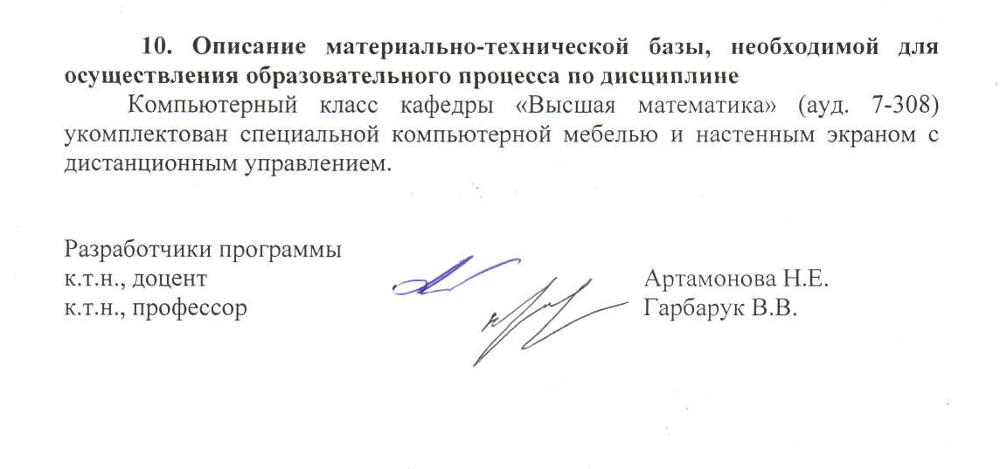 10. Описание материально-технической базы, необходимой для
осуществления образовательного процесса по дисциплине
Компьютерный класс кафедры «Высшая математика» (ауд. 7-308)
укомплектован специальной компьютерной мебелью и настенным экраном с
дистанционным управлением.
Разработчики программы
к.т.н., доцент Артамонова Н.Е.
к.т.н., профессор Гарбарук В.В.